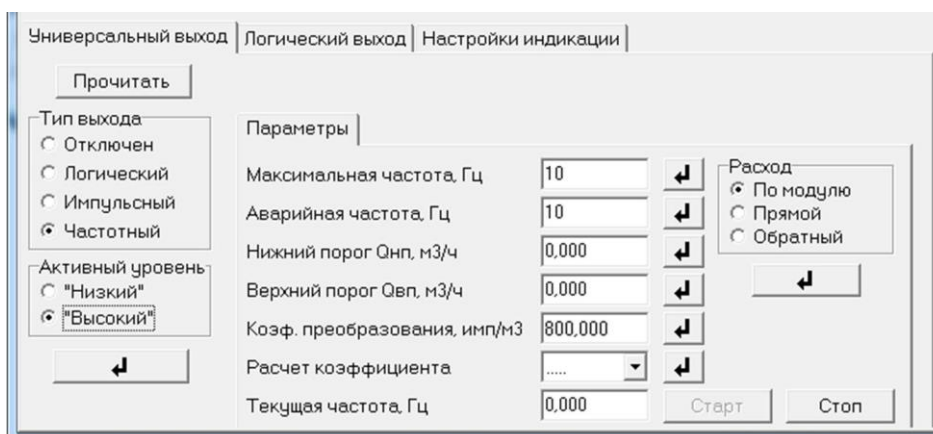 Универсальный выход Логический выход Настройки индикации
Прочитать
Тип выхода
Отключен
Логический
Импульсный
Частотный
Активный уровень
"Низкий"
"Высокий"
Параметры
Максимальная частота, Гц 10
Аварийная частота, Гц 10
Нижний порог Qнп, м3/ч 0,000
Верхний порог Qвп, м3/ч 0,000
Коэф. преобразования, имп/м3 800,000
Расчет коэффициента .....
Текущая частота, Гц 0,000
Старт Стоп
Расход
По модулю
Прямой
Обратный